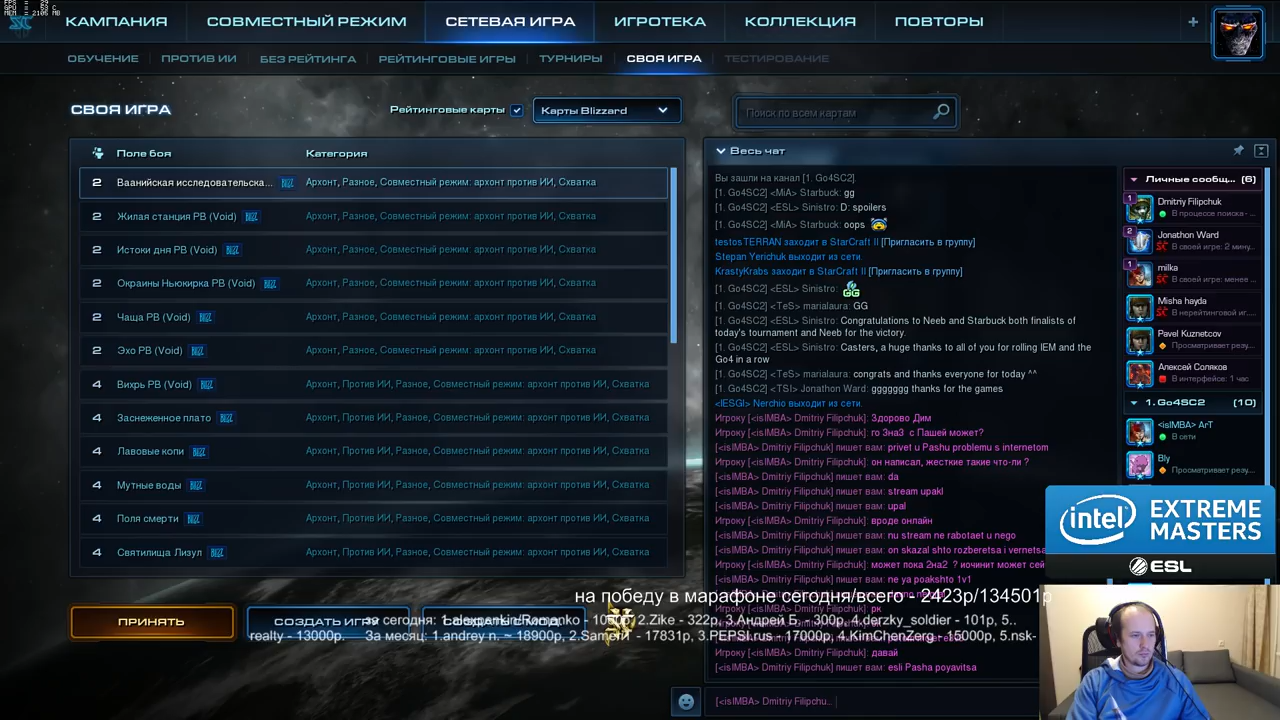 КАМПАНИЯ
СОВМЕСТНЫЙ РЕЖИМ
СЕТЕВАЯ ИГРА
ИГРОТЕКА
КОЛЛЕКЦИЯ
ПОВТОРЫ
ОБУЧЕНИЕ
ПРОТИВ ИИ
БЕЗ РЕЙТИНГА
РЕЙТИНГОВЫЕ ИГРЫ
ТУРНИРЫ
СВОЯ ИГРА
ТЕСТИРОВАНИЕ
СВОЯ ИГРА
Рейтинговые карты
Карты Blizzard
Поиск по всем картам
Поле боя Категория
2 Ваанийская исследовательска... Архонт, Разное, Совместный режим: архонт против ИИ, Схватка
2 Жилая станция РВ (Void) Архонт, Разное, Совместный режим: архонт против ИИ, Схватка
2 Истоки дня РВ (Void) Архонт, Разное, Совместный режим: архонт против ИИ, Схватка
2 Окраины Ньюкирка РВ (Void) Архонт, Разное, Совместный режим: архонт против ИИ, Схватка
2 Чаща РВ (Void) Архонт, Разное, Совместный режим: архонт против ИИ, Схватка
2 Эхо РВ (Void) Архонт, Разное, Совместный режим: архонт против ИИ, Схватка
4 Вихрь РВ (Void) Архонт, Против ИИ, Разное, Совместный режим: архонт против ИИ, Схватка
4 Заснеженное плато Архонт, Против ИИ, Разное, Совместный режим: архонт против ИИ, Схватка
4 Лавовые копи Архонт, Против ИИ, Разное, Совместный режим: архонт против ИИ, Схватка
4 Мутные воды Архонт, Против ИИ, Разное, Совместный режим: архонт против ИИ, Схватка
4 Поля смерти Архонт, Против ИИ, Разное, Совместный режим: архонт против ИИ, Схватка
4 Святилища Лизул Архонт, Против ИИ, Разное, Совместный режим: архонт против ИИ, Схватка
ПРИНЯТЬ
Весь чат
Вы зашли на канал [1. Go4SC2].
[1. Go4SC2] <MiA> Starbuck: gg
[1. Go4SC2] <ESL> Sinistro: D: spoilers
[1. Go4SC2] <MiA> Starbuck: oops
testosTERRAN заходит в StarCraft II [Пригласить в группу]
Stepan Yerichuk выходит из сети.
KrastyKrabs заходит в StarCraft II [Пригласить в группу]
[1. Go4SC2] <ESL> Sinistro: GG
[1. Go4SC2] <TeS> marialaura: GG
[1. Go4SC2] <ESL> Sinistro: Congratulations to Neeb and Starbuck both finalists of
today's tournament and Neeb for the victory.
[1. Go4SC2] <ESL> Sinistro: Casters, a huge thanks to all of you for rolling IEM and the
Go4 in a row
[1. Go4SC2] <TeS> marialaura: congrats and thanks everyone for today ^^
[1. Go4SC2] <TSI> Jonathon Ward: ggggggg thanks for the games
<IESGI> Nerchio выходит из сети.
Игроку [<isIMBA> Dmitriy Filipchuk]: Здорово Дим
Игроку [<isIMBA> Dmitriy Filipchuk]: го 3на3 с Пашей может?
[<isIMBA> Dmitriy Filipchuk] пишет вам: privet u Pashu problemu s internetom
Игроку [<isIMBA> Dmitriy Filipchuk]: он написал, жесткие такие что-ли ?
[<isIMBA> Dmitriy Filipchuk] пишет вам: da
[<isIMBA> Dmitriy Filipchuk] пишет вам: stream upakl
[<isIMBA> Dmitriy Filipchuk] пишет вам: upal
Игроку [<isIMBA> Dmitriy Filipchuk]: вроде онлайн
[<isIMBA> Dmitriy Filipchuk] пишет вам: nu stream ne rabotaet u nego
[<isIMBA> Dmitriy Filipchuk] пишет вам: on skazal shto rozberetsa i vernetsa
Игроку [<isIMBA> Dmitriy Filipchuk]: может пока 2на2 ? иочинит может сей
[<isIMBA> Dmitriy Filipchuk] пишет вам: ne ya poakshto 1v1
рк
давай
[<isIMBA> Dmitriy Filipchuk] пишет вам: esli Pasha poyavitsa
[<isIMBA> Dmitriy Filipchu...
Личные сообщ... (6)
1 Dmitriy Filipchuk
В процессе поиска - ...
2 Jonathon Ward
В своей игре: 2 мину...
1 milka
В своей игре: менее ...
Misha hayda
В нерейтинговой иг....
Pavel Kuznetcov
Просматривает резу...
Алексей Соляков
В интерфейсе: 1 час
1.Go4SC2 (10)
<isIMBA> ArT
В сети
Bly
Просматривает резу...
intel EXTREME
MASTERS
ESL
на победу в марафоне сегодня/всего - 2423р/134501р
realty - 13000р. За месяц: 1.andrey n. ~ 18900р, 2.Sament - 17831р, 3.PEPSI rus - 17000р, 4.KimChenZerg - 15000р, 5.nsk-